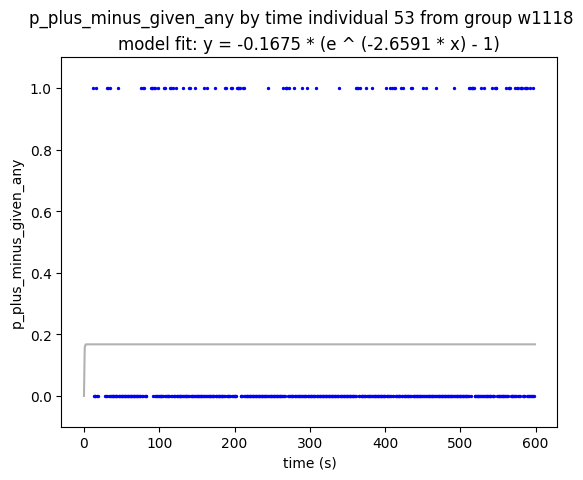 p_plus_minus_given_any by time individual 53 from group w1118
model fit: y = -0.1675 * (e ^ (-2.6591 * x) - 1)
1.0
0.8
0.6
0.4
0.2
0.0
p_plus_minus_given_any
0 100 200 300 400 500 600
time (s)